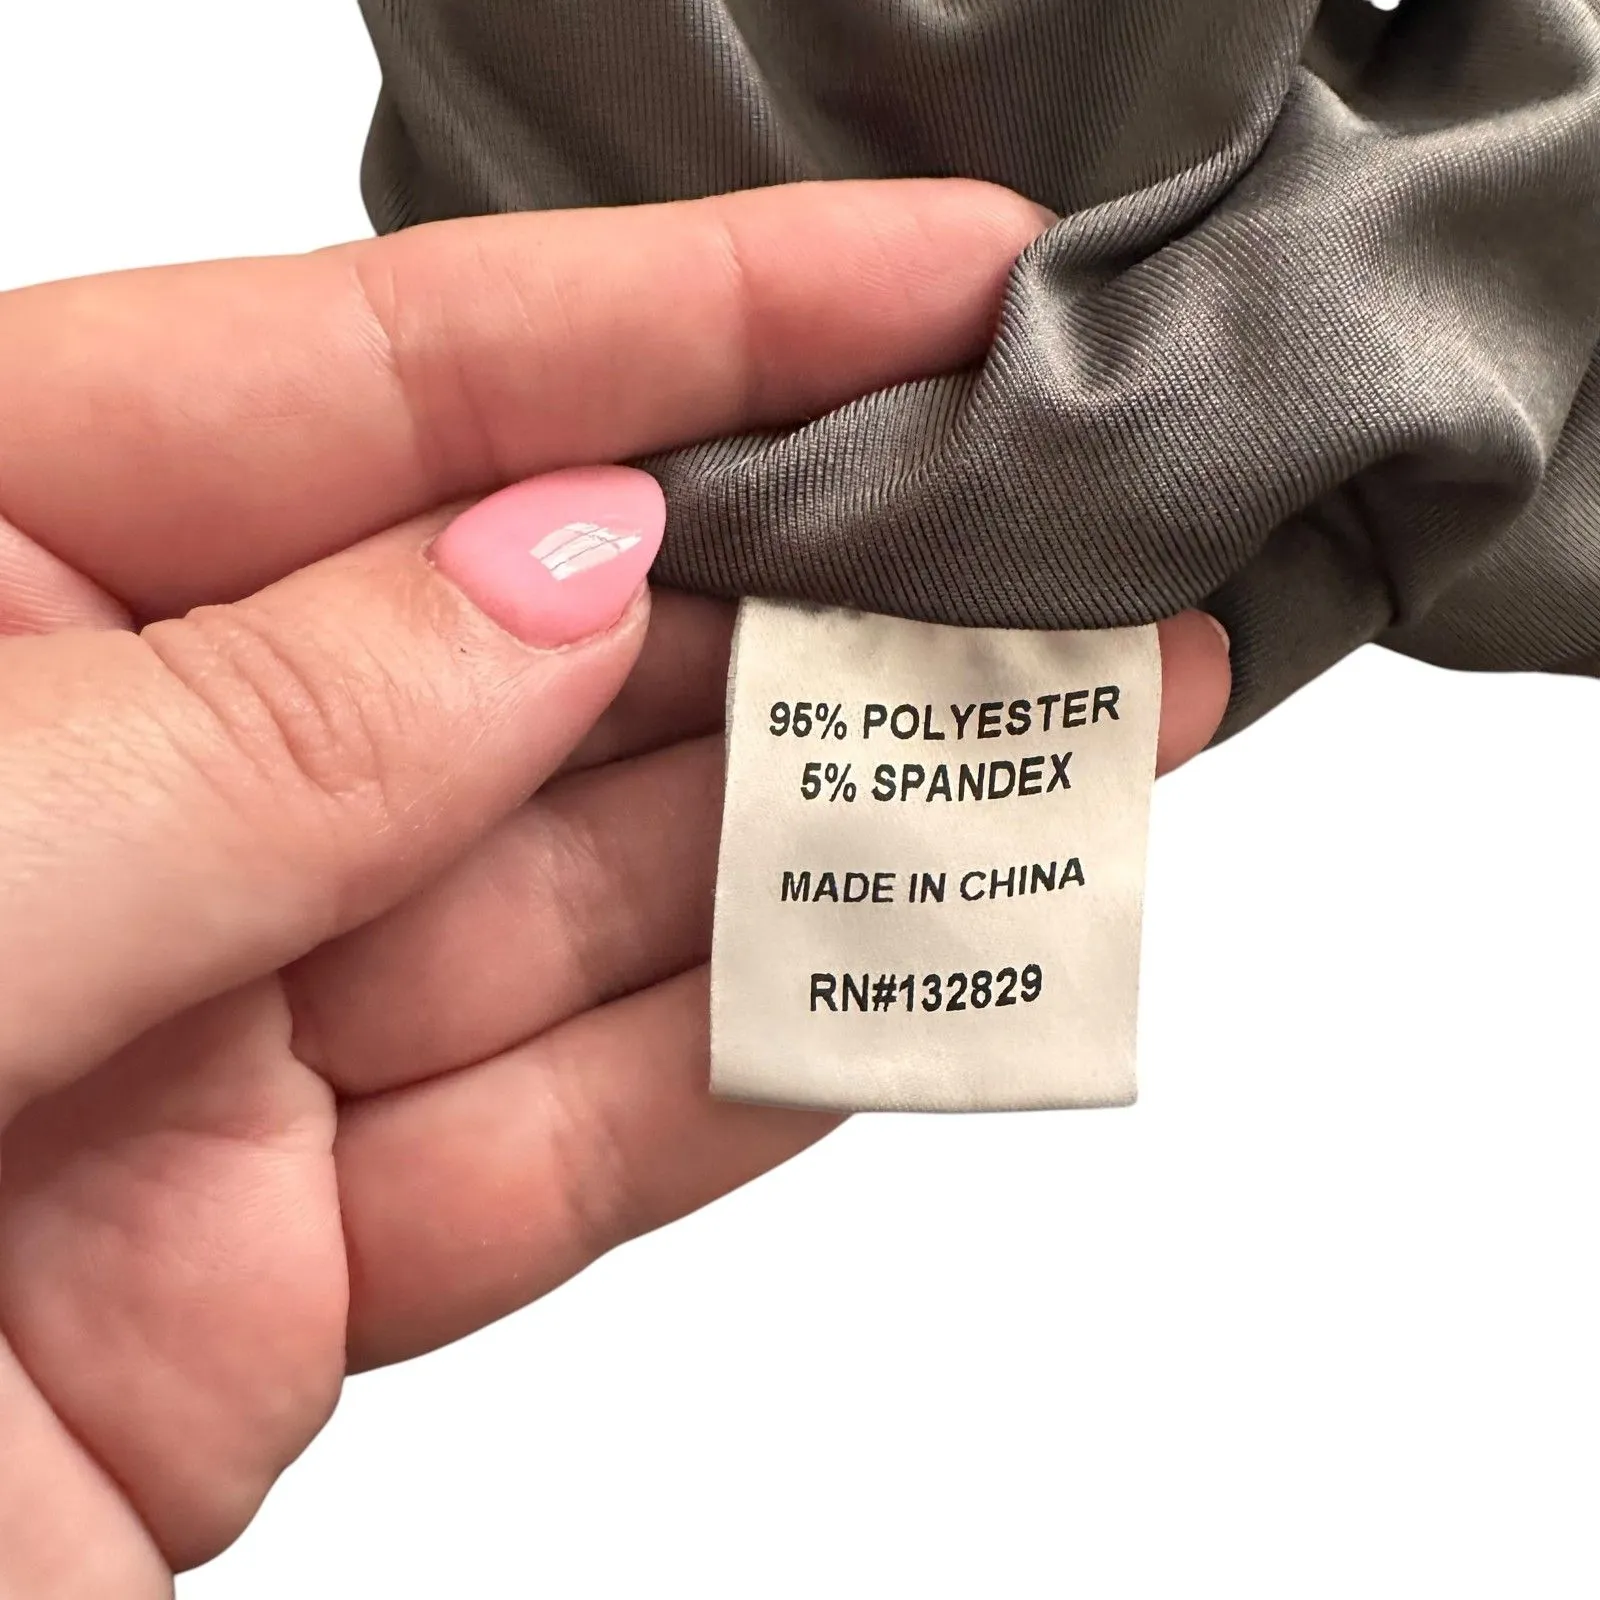 95% POLYESTER
5% SPANDEX
MADE IN CHINA
RN#132829